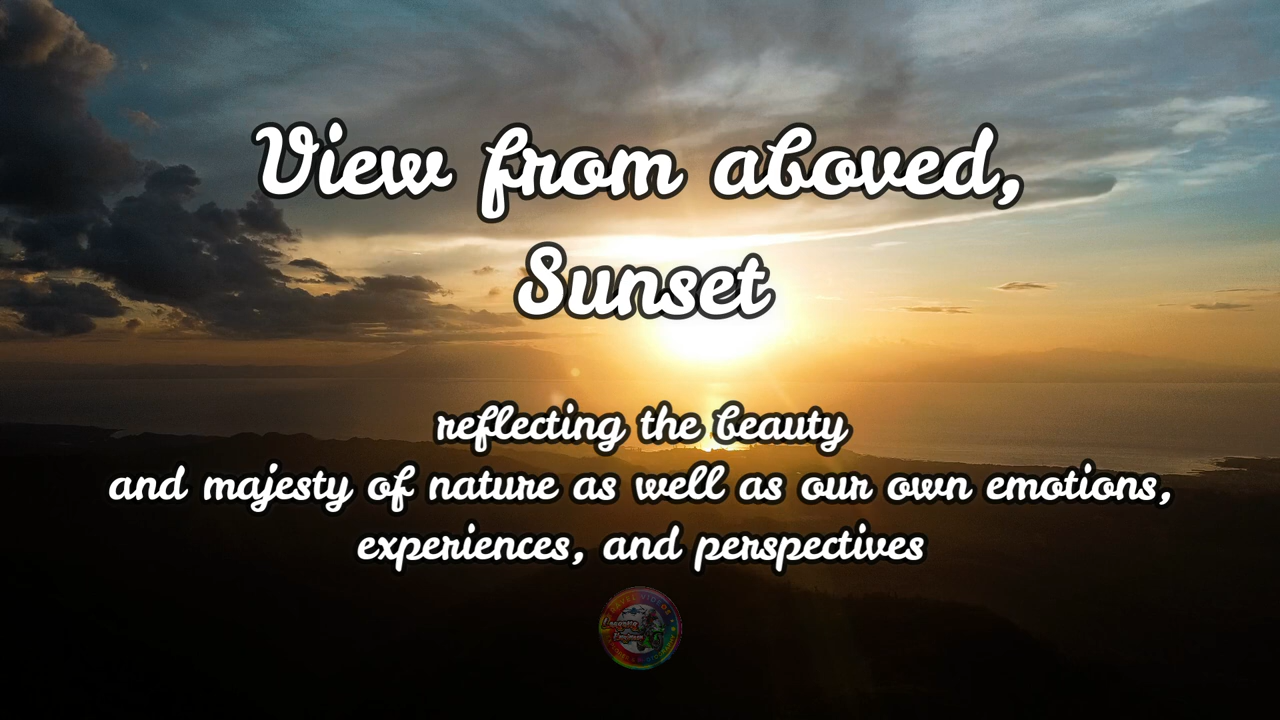 View from aboved,
Sunset
reflecting the beauty
and majesty of nature as well as our own emotions,
experiences, and perspectives